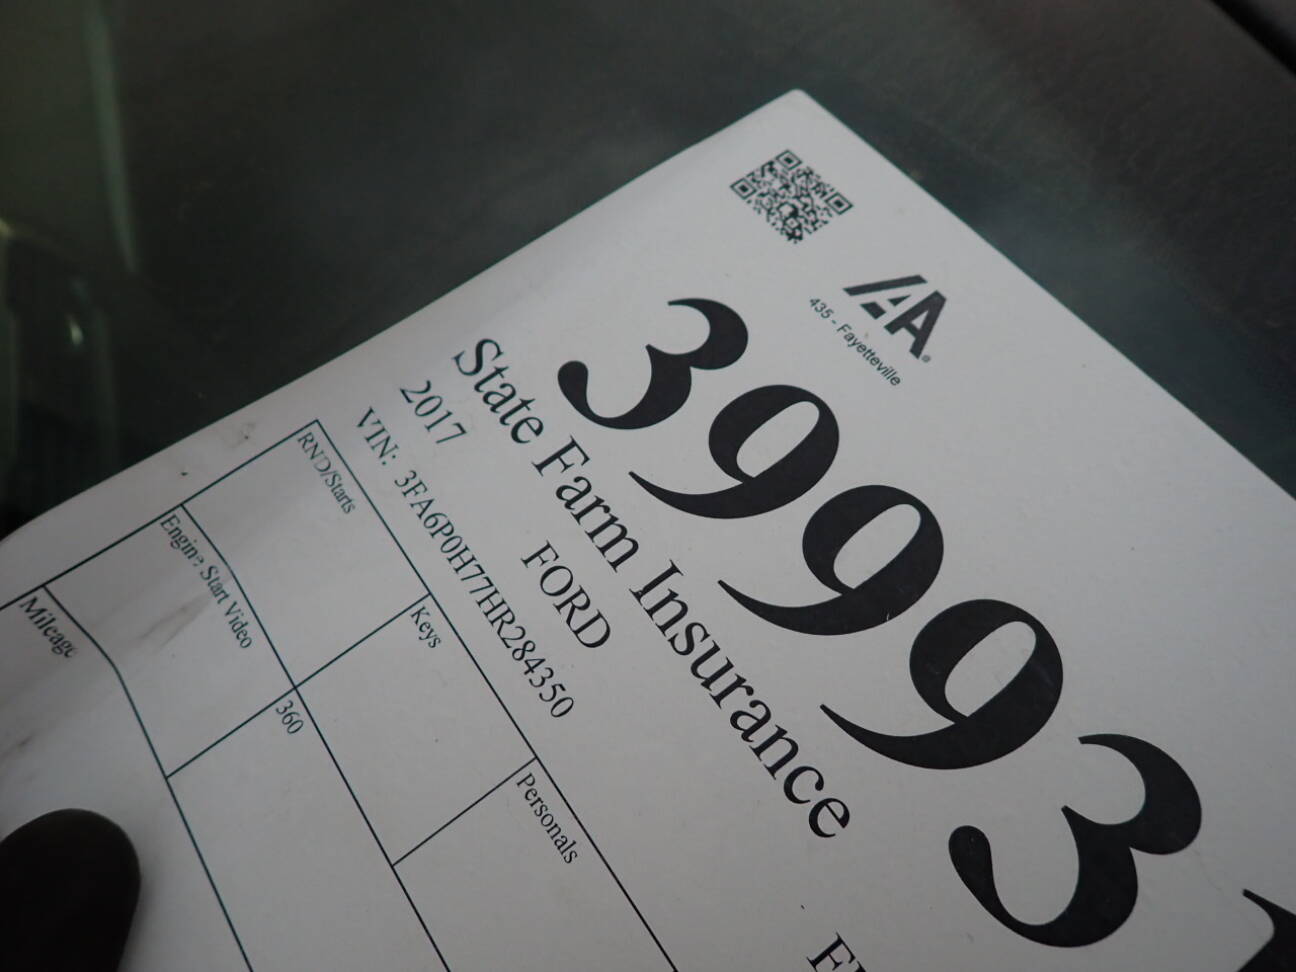 IAA
435 - Fayetteville
39993
State Farm Insurance
2017 FORD
VIN: 3FA6P0H77HR284350
RND/Starts
Keys
Personals
Engine Start Video
360
Mileage